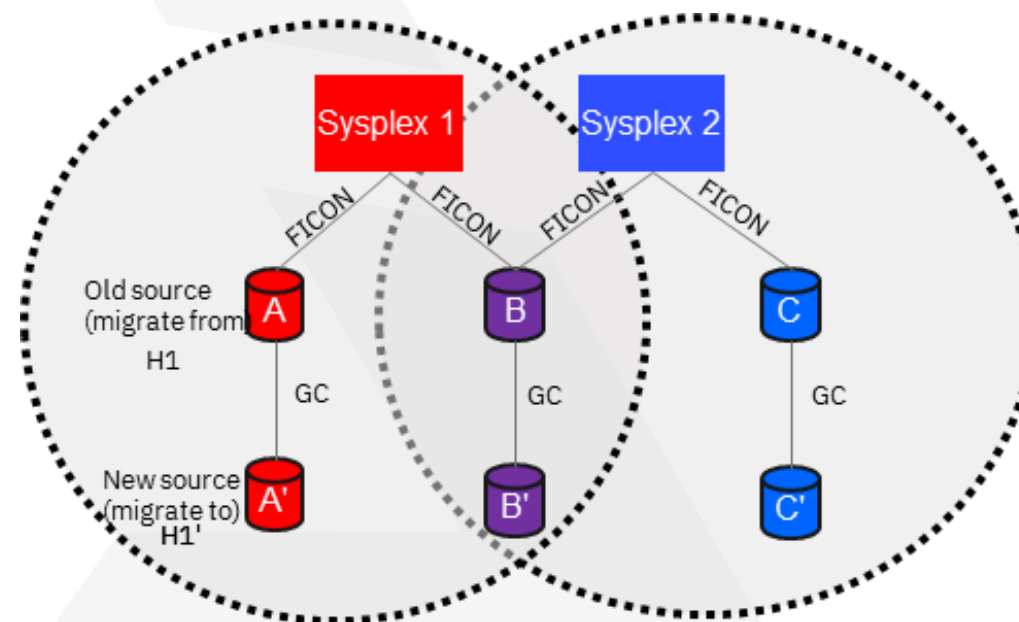 Sysplex 1
Sysplex 2
FICON
FICON
FICON
FICON
Old source
(migrate from)
H1
A
B
C
GC
GC
GC
New source
(migrate to)
H1'
A'
B'
C'